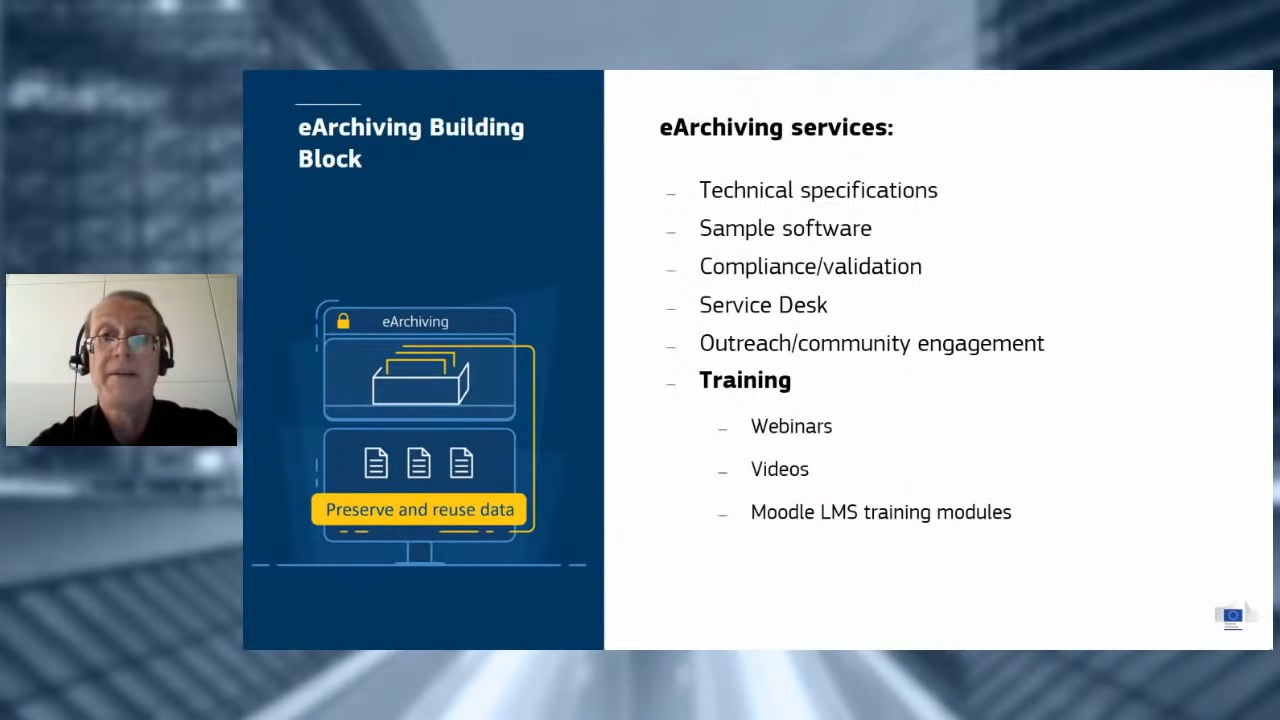 eArchiving Building
Block
eArchiving
Preserve and reuse data
eArchiving services:
– Technical specifications
– Sample software
– Compliance/validation
– Service Desk
– Outreach/community engagement
– Training
– Webinars
– Videos
– Moodle LMS training modules